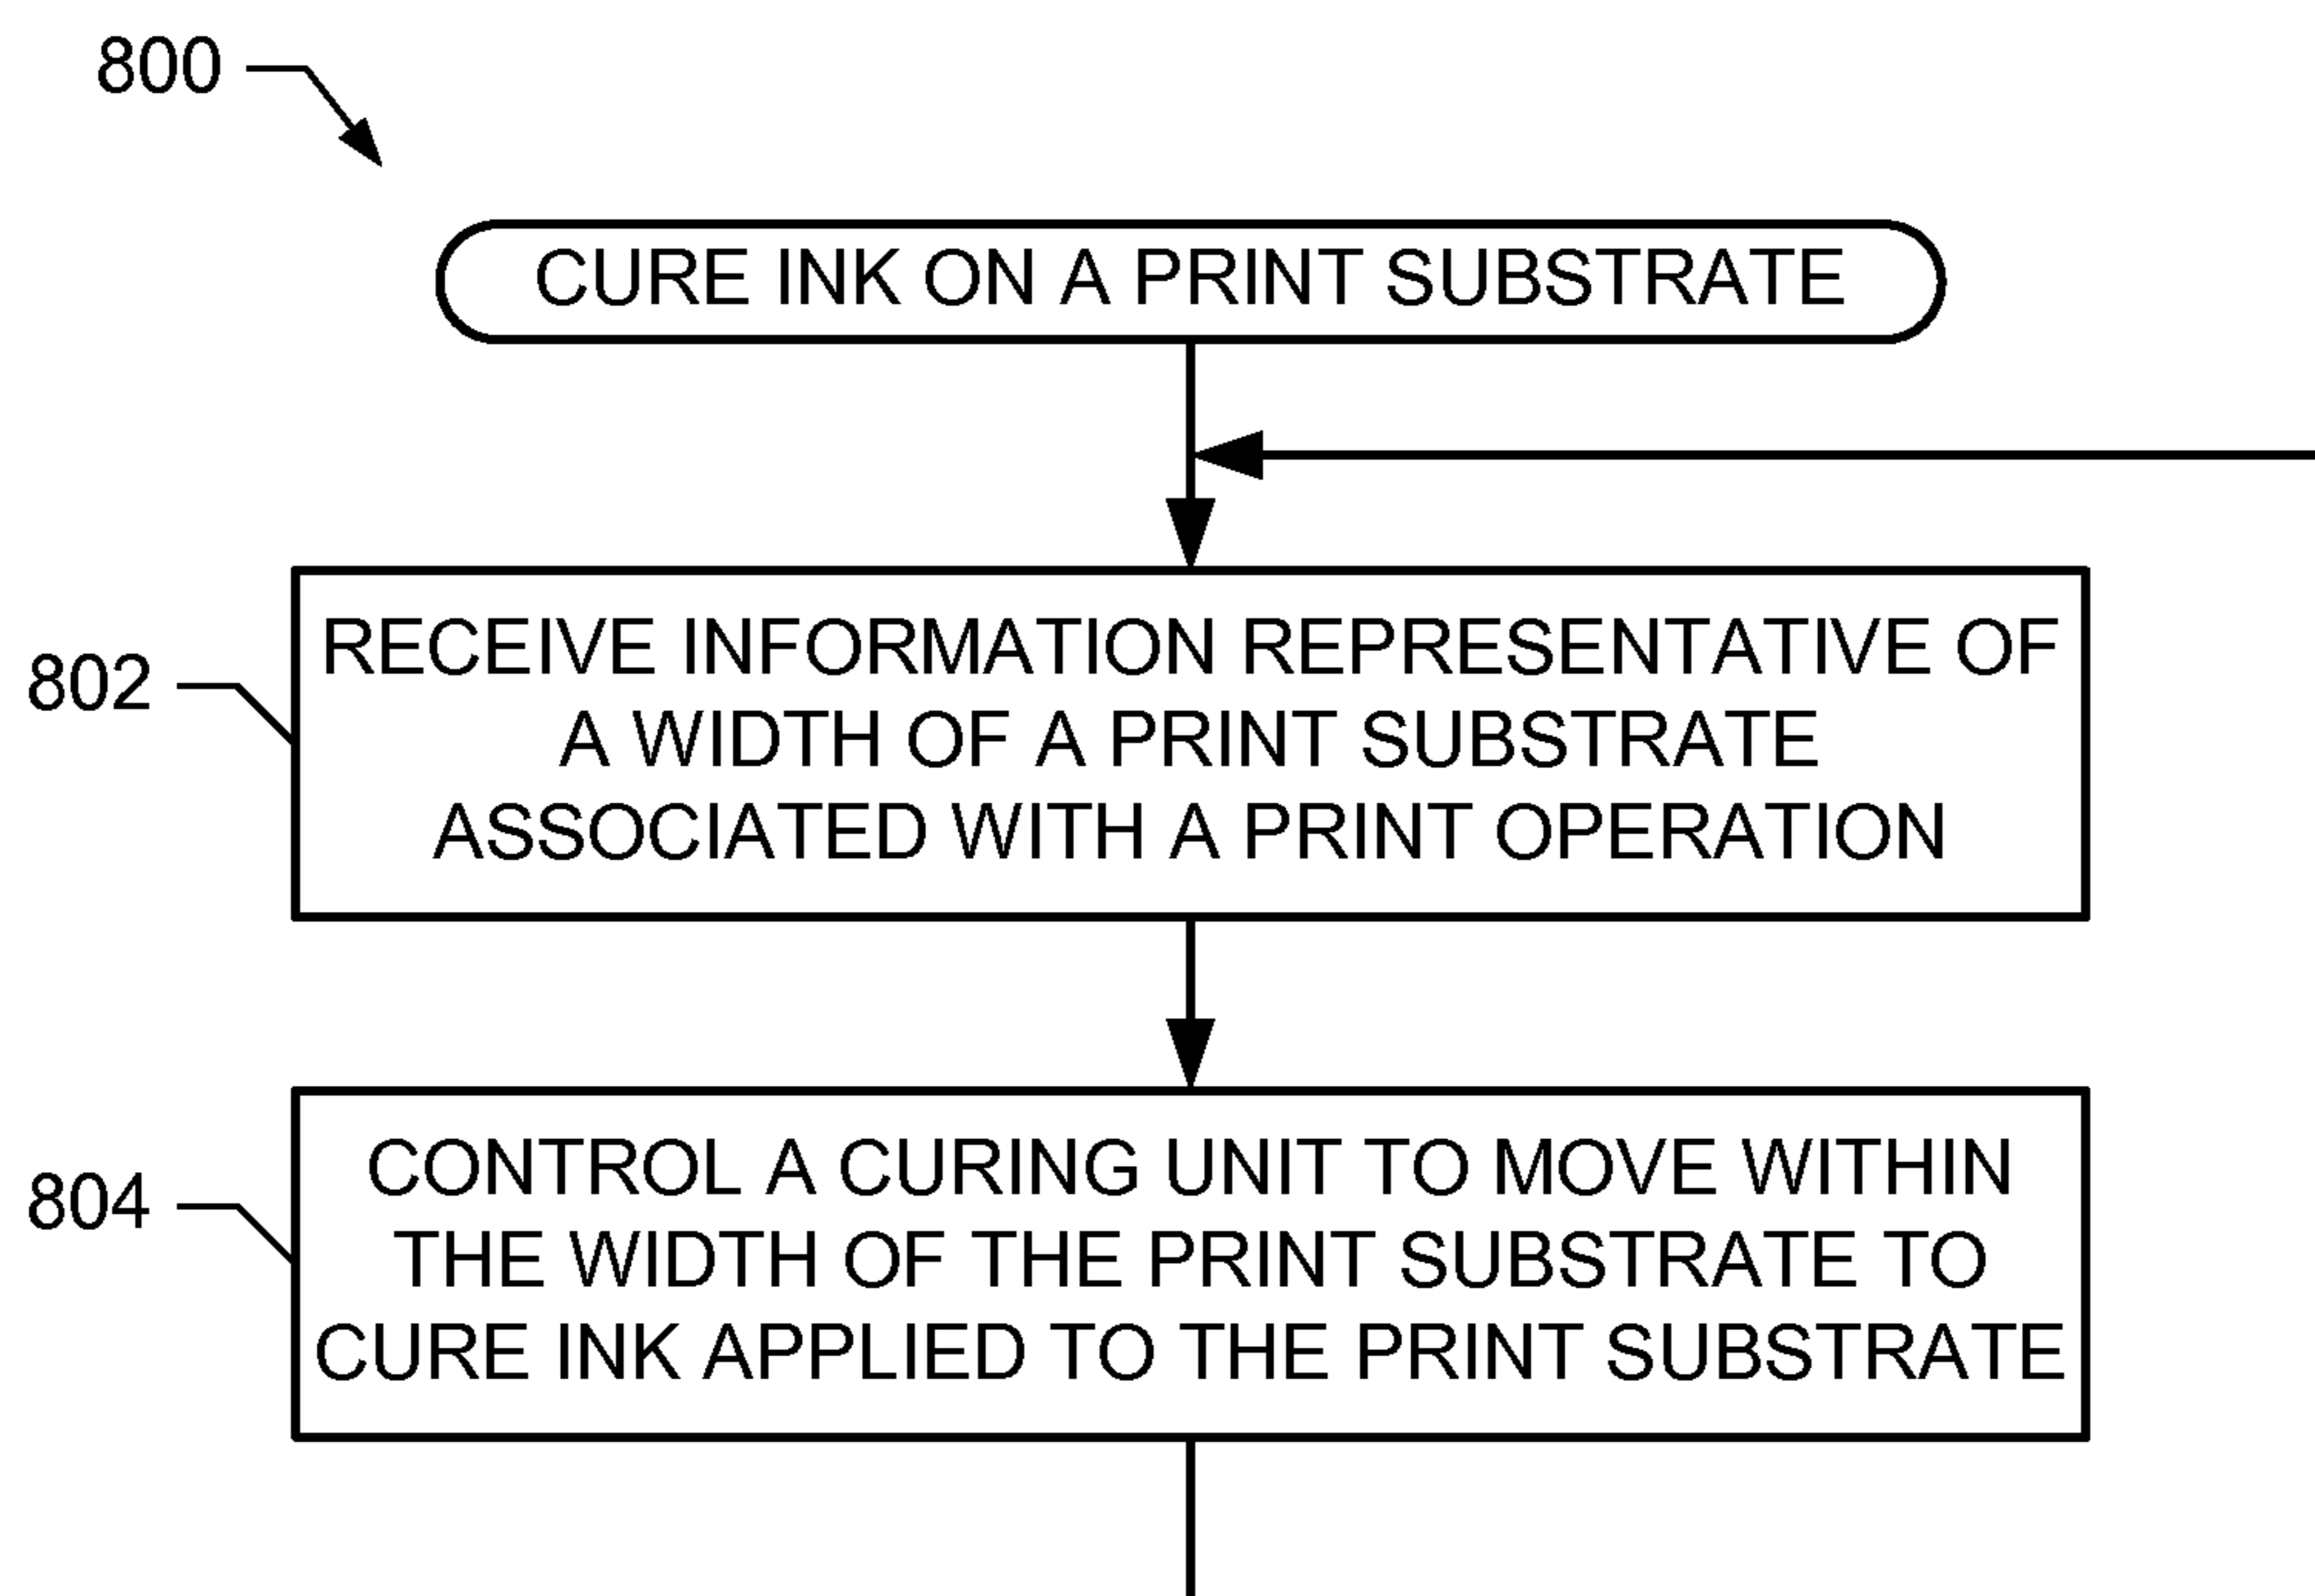 800
CURE INK ON A PRINT SUBSTRATE
802
RECEIVE INFORMATION REPRESENTATIVE OF
A WIDTH OF A PRINT SUBSTRATE
ASSOCIATED WITH A PRINT OPERATION
804
CONTROL A CURING UNIT TO MOVE WITHIN
THE WIDTH OF THE PRINT SUBSTRATE TO
CURE INK APPLIED TO THE PRINT SUBSTRATE